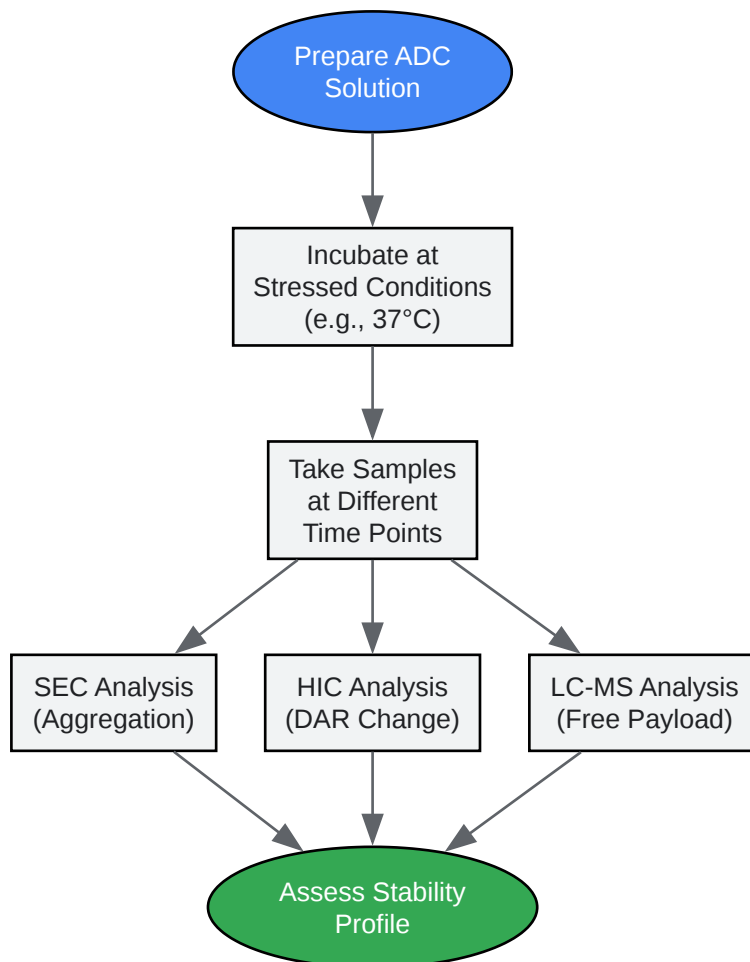 Prepare ADC
Solution
Incubate at
Stressed Conditions
(e.g., 37°C)
Take Samples
at Different
Time Points
SEC Analysis
(Aggregation)
HIC Analysis
(DAR Change)
LC-MS Analysis
(Free Payload)
Assess Stability
Profile